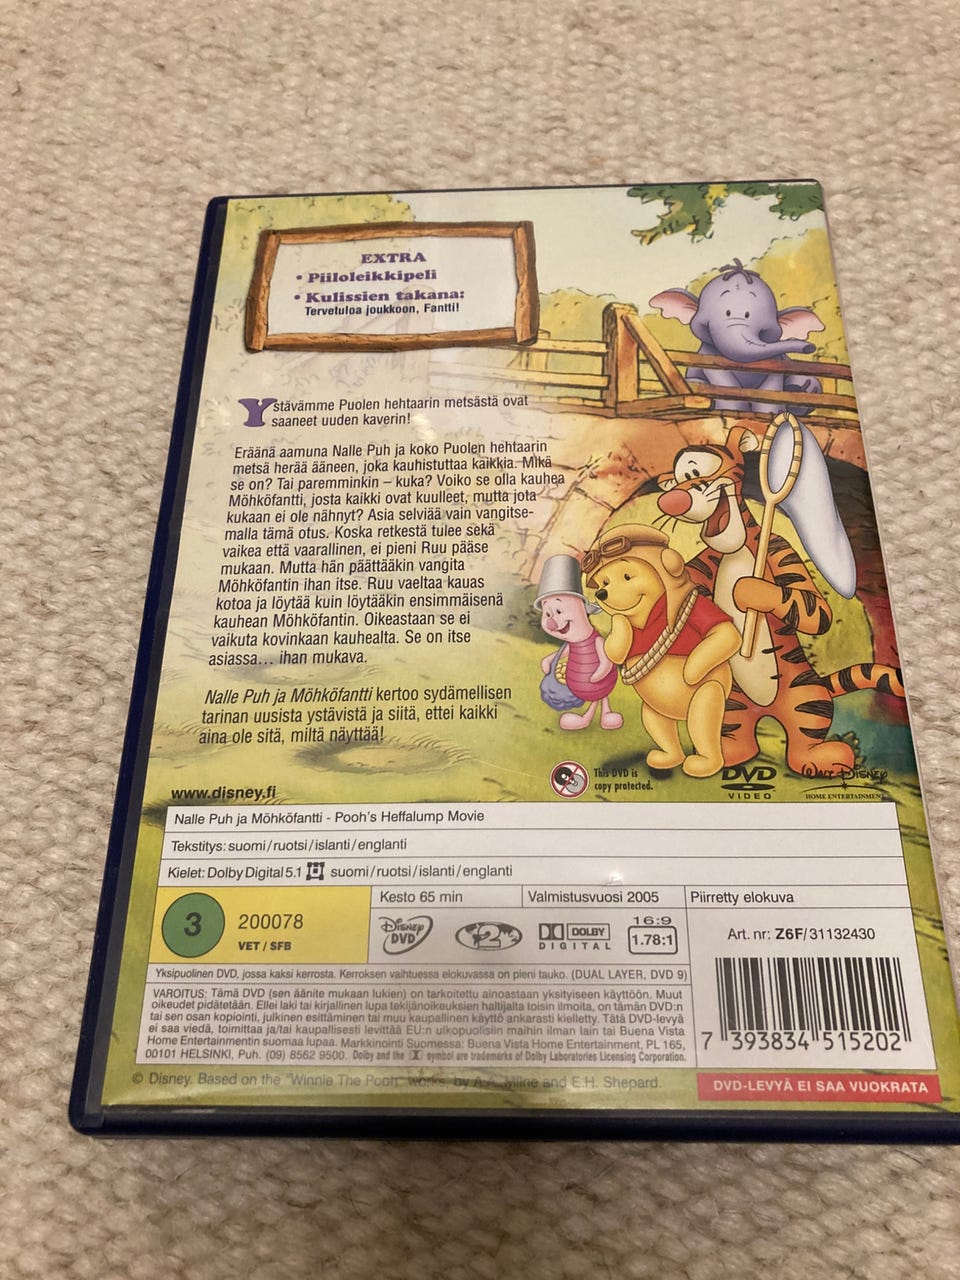 EXTRA
• Piiloleikkipeli
• Kulissien takana:
Tervetuloa joukkoon, Fantti!
Ystävämme Puolen hehtaarin metsästä ovat
saaneet uuden kaverin!
Eräänä aamuna Nalle Puh ja koko Puolen hehtaarin
metsä herää ääneen, joka kauhistuttaa kaikkia. Mikä
se on? Tai paremminkin – kuka? Voiko se olla kauhea
Möhköfantti, josta kaikki ovat kuulleet, mutta jota
kukaan ei ole nähnyt? Asia selviää vain vangitse-
malla tämä otus. Koska retkestä tulee sekä
vaikea että vaarallinen, ei pieni Ruu pääse
mukaan. Mutta hän päättääkin vangita
Möhköfantin ihan itse. Ruu vaeltaa kauas
kotoa ja löytää kuin löytääkin ensimmäisenä
kauhean Möhköfantin. Oikeastaan se ei
vaikuta kovinkaan kauhealta. Se on itse
asiassa... ihan mukava.
Nalle Puh ja Möhköfantti kertoo sydämellisen
tarinan uusista ystävistä ja siitä, ettei kaikki
aina ole sitä, miltä näyttää!
www.disney.fi
This DVD is
copy protected.
DVD
VIDEO
WALT DISNEY
HOME ENTERTAINMENT
Nalle Puh ja Möhköfantti - Pooh's Heffalump Movie
Tekstitys: suomi/ruotsi/islanti/englanti
Kielet: Dolby Digital 5.1 suomi/ruotsi/islanti/englanti
3
200078
VET / SFB
Kesto 65 min
Valmistusvuosi 2005
Piirretty elokuva
DISNEY
DVD
2
DOLBY
DIGITAL
16:9
1.78:1
Art. nr: Z6F/31132430
Yksipuolinen DVD, jossa kaksi kerrosta. Kerroksen vaihtuessa elokuvassa on pieni tauko. (DUAL LAYER, DVD 9)
VAROITUS: Tämä DVD (sen äänite mukaan lukien) on tarkoitettu ainoastaan yksityiseen käyttöön. Muut
oikeudet pidätetään. Ellei laki tai kirjallinen lupa tekijänoikeuksien haltijalta toisin ilmoita, on tämän DVD:n
tai sen osan kopiointi, julkinen esittäminen tai muu kaupallinen käyttö ankarasti kielletty. Tätä DVD-levyä
ei saa viedä, toimittaa ja/tai kaupallisesti levittää EU:n ulkopuolisiin maihin ilman lain tai Buena Vista
Home Entertainmentin suomaa lupaa. Markkinointi Suomessa: Buena Vista Home Entertainment, PL 165,
00101 HELSINKI, Puh. (09) 8562 9500. Dolby and the symbol are trademarks of Dolby Laboratories Licensing Corporation.
7 393834 515202
© Disney. Based on the "Winnie The Pooh" works, by A.A. Milne and E.H. Shepard.
DVD-LEVYÄ EI SAA VUOKRATA